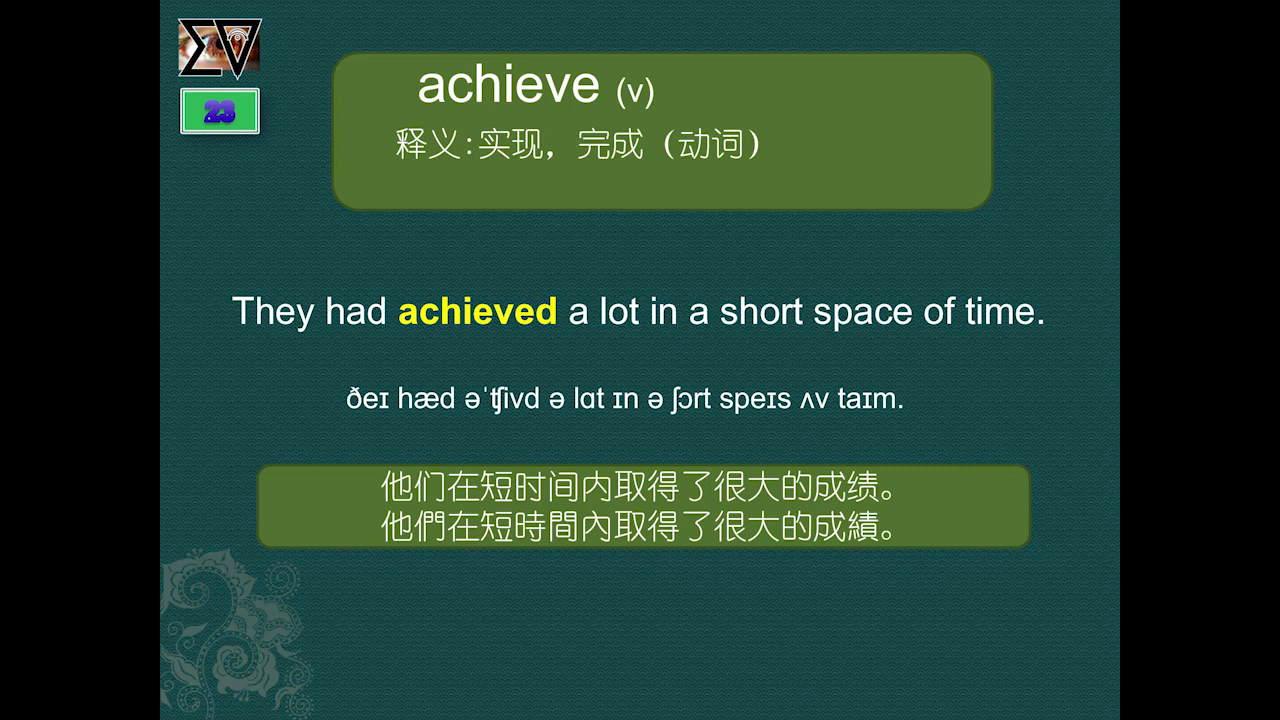 ΣV
23
achieve (v)
释义:实现，完成（动词）
They had achieved a lot in a short space of time.
ðeɪ hæd əˈʧivd ə lɑt ɪn ə ʃɔrt speɪs ʌv taɪm.
他们在短时间内取得了很大的成绩。
他們在短時間內取得了很大的成績。